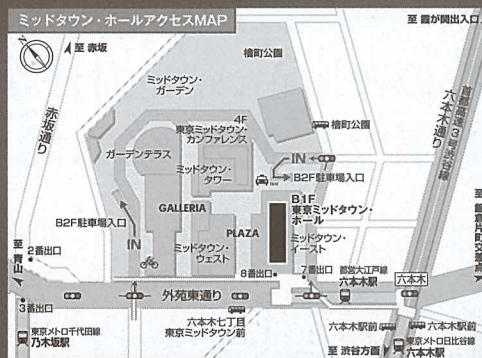 ミッドタウン・ホールアクセスMAP
至 霞が関出入口
至 赤坂
N
檜町公園
赤坂通り
ミッドタウン・
ガーデン
首都高速3号渋谷線
六本木通り
4F
東京ミッドタウン・
カンファレンス
檜町公園
ガーデンテラス
ミッドタウン・
タワー
IN
B2F駐車場入口
B2F駐車場入口
IN
GALLERIA
PLAZA
B1F
東京ミッドタウン・
ホール
ミッドタウン・
ウェスト
ミッドタウン・
イースト
至 青山
2番出口
3番出口
8番出口
7番出口
都営大江戸線
六本木駅
六本木
至 飯倉片町交差点
外苑東通り
六本木七丁目
東京ミッドタウン前
東京メトロ千代田線
乃木坂駅
六本木駅前
六本木駅前
至 渋谷方面
東京メトロ日比谷線
六本木駅